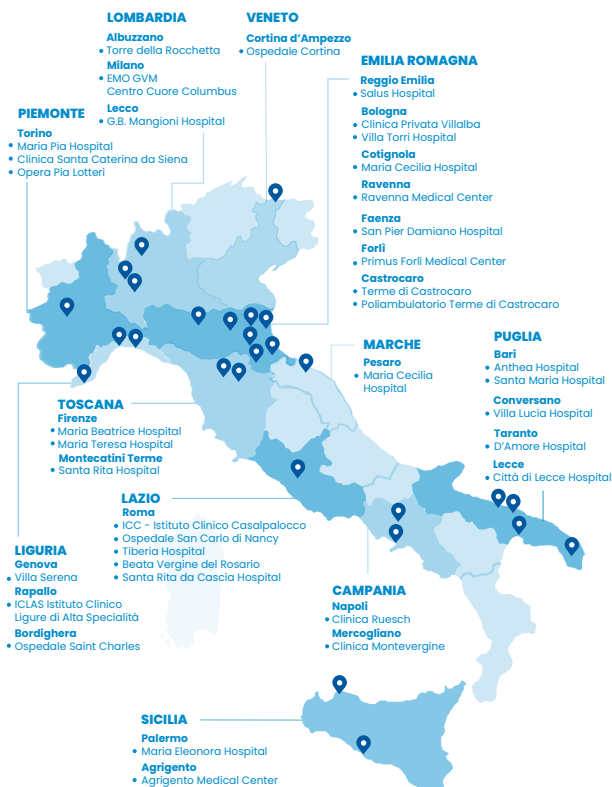 LOMBARDIA
Albuzzano
• Torre della Rocchetta
Milano
• EMO GVM
Centro Cuore Columbus
Lecco
• G.B. Mangioni Hospital
VENETO
Cortina d’Ampezzo
• Ospedale Cortina
EMILIA ROMAGNA
Reggio Emilia
• Salus Hospital
Bologna
• Clinica Privata Villalba
• Villa Torri Hospital
Cotignola
• Maria Cecilia Hospital
Ravenna
• Ravenna Medical Center
Faenza
• San Pier Damiano Hospital
Forlì
• Primus Forlì Medical Center
Castrocaro
• Terme di Castrocaro
• Poliambulatorio Terme di Castrocaro
PIEMONTE
Torino
• Maria Pia Hospital
• Clinica Santa Caterina da Siena
• Opera Pia Lotteri
MARCHE
Pesaro
• Maria Cecilia
Hospital
PUGLIA
Bari
• Anthea Hospital
• Santa Maria Hospital
Conversano
• Villa Lucia Hospital
Taranto
• D’Amore Hospital
Lecce
• Città di Lecce Hospital
TOSCANA
Firenze
• Maria Beatrice Hospital
• Maria Teresa Hospital
Montecatini Terme
• Santa Rita Hospital
LAZIO
Roma
• ICC - Istituto Clinico Casalpalocco
• Ospedale San Carlo di Nancy
• Tiberia Hospital
• Beata Vergine del Rosario
• Santa Rita da Cascia Hospital
LIGURIA
Genova
• Villa Serena
Rapallo
• ICLAS Istituto Clinico
Ligure di Alta Specialità
Bordighera
• Ospedale Saint Charles
CAMPANIA
Napoli
• Clinica Ruesch
Mercogliano
• Clinica Montevergine
SICILIA
Palermo
• Maria Eleonora Hospital
Agrigento
• Agrigento Medical Center